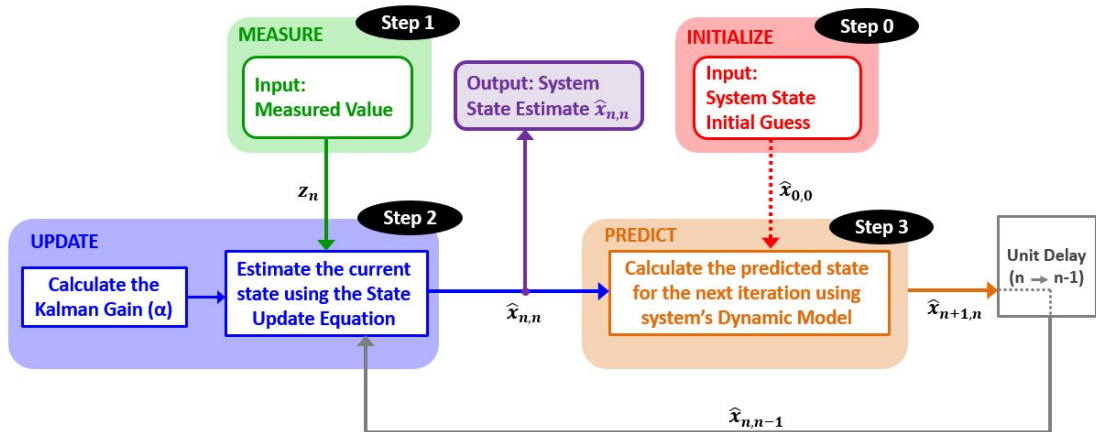 MEASURE
Step 1
Input:
Measured Value
Output: System
State Estimate x̂n,n
INITIALIZE
Step 0
Input:
System State
Initial Guess
zn
x̂0,0
UPDATE
Step 2
Calculate the
Kalman Gain (α)
Estimate the current
state using the State
Update Equation
x̂n,n
PREDICT
Step 3
Calculate the predicted state
for the next iteration using
system’s Dynamic Model
x̂n+1,n
Unit Delay
(n → n-1)
x̂n,n−1